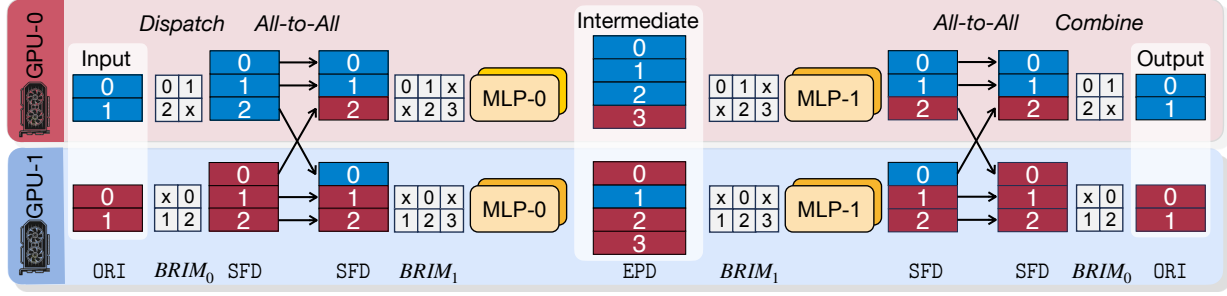 Dispatch All-to-All Intermediate All-to-All Combine
0
GPU-0 Input 0 0 1 0 0 Output
0 0 1 1 1 0 1 x MLP-0 2 0 1 x MLP-1 1 1 0 1 0
1 2 x 2 2 x 2 3 3 x 2 3 2 2 2 x 1
GPU-1 0 0 0 0 0
0 x 0 1 1 x 0 x MLP-0 1 x 0 x MLP-1 1 1 x 0 0
1 1 2 2 2 1 2 3 2 1 2 3 2 2 1 2 1
3
ORI BRIM₀ SFD SFD BRIM₁ EPD BRIM₁ SFD SFD BRIM₀ ORI